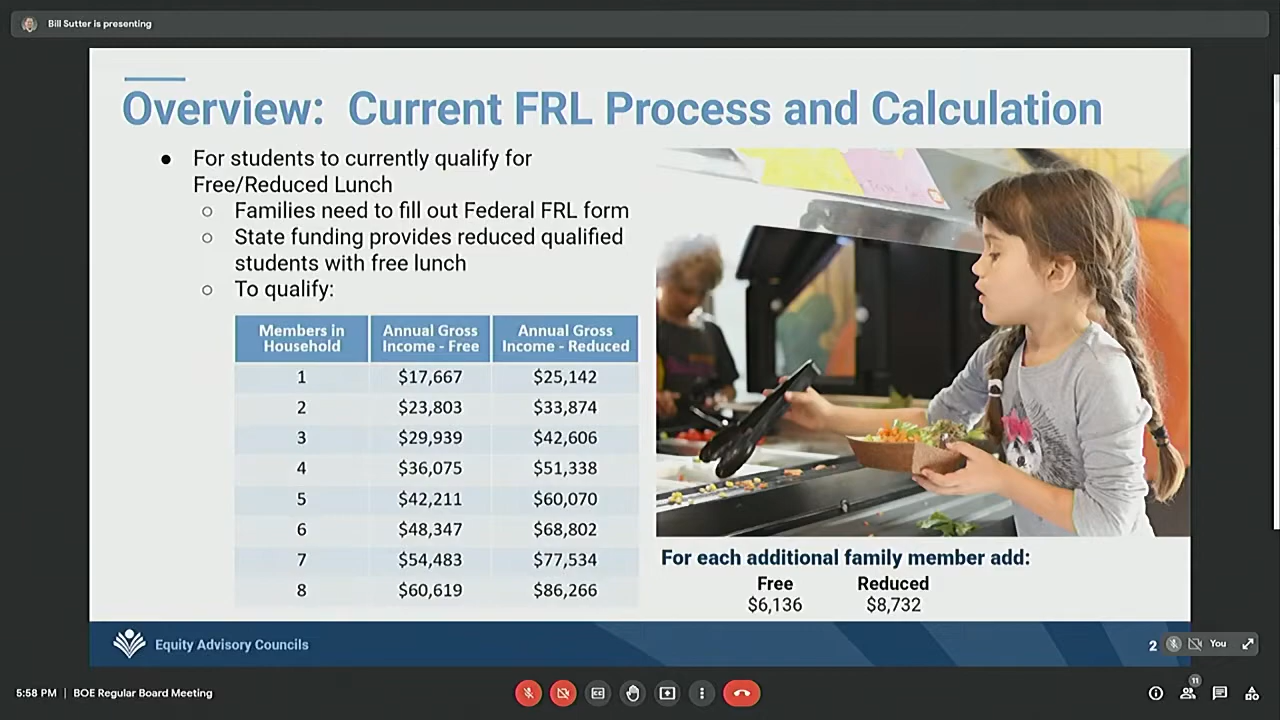 Bill Sutter is presenting
Overview: Current FRL Process and Calculation
● For students to currently qualify for
Free/Reduced Lunch
○ Families need to fill out Federal FRL form
○ State funding provides reduced qualified
students with free lunch
○ To qualify:
Members in Household Annual Gross Income - Free Annual Gross Income - Reduced
1 $17,667 $25,142
2 $23,803 $33,874
3 $29,939 $42,606
4 $36,075 $51,338
5 $42,211 $60,070
6 $48,347 $68,802
7 $54,483 $77,534
8 $60,619 $86,266
For each additional family member add:
Free Reduced
$6,136 $8,732
Equity Advisory Councils
2
You
5:58 PM | BOE Regular Board Meeting
11